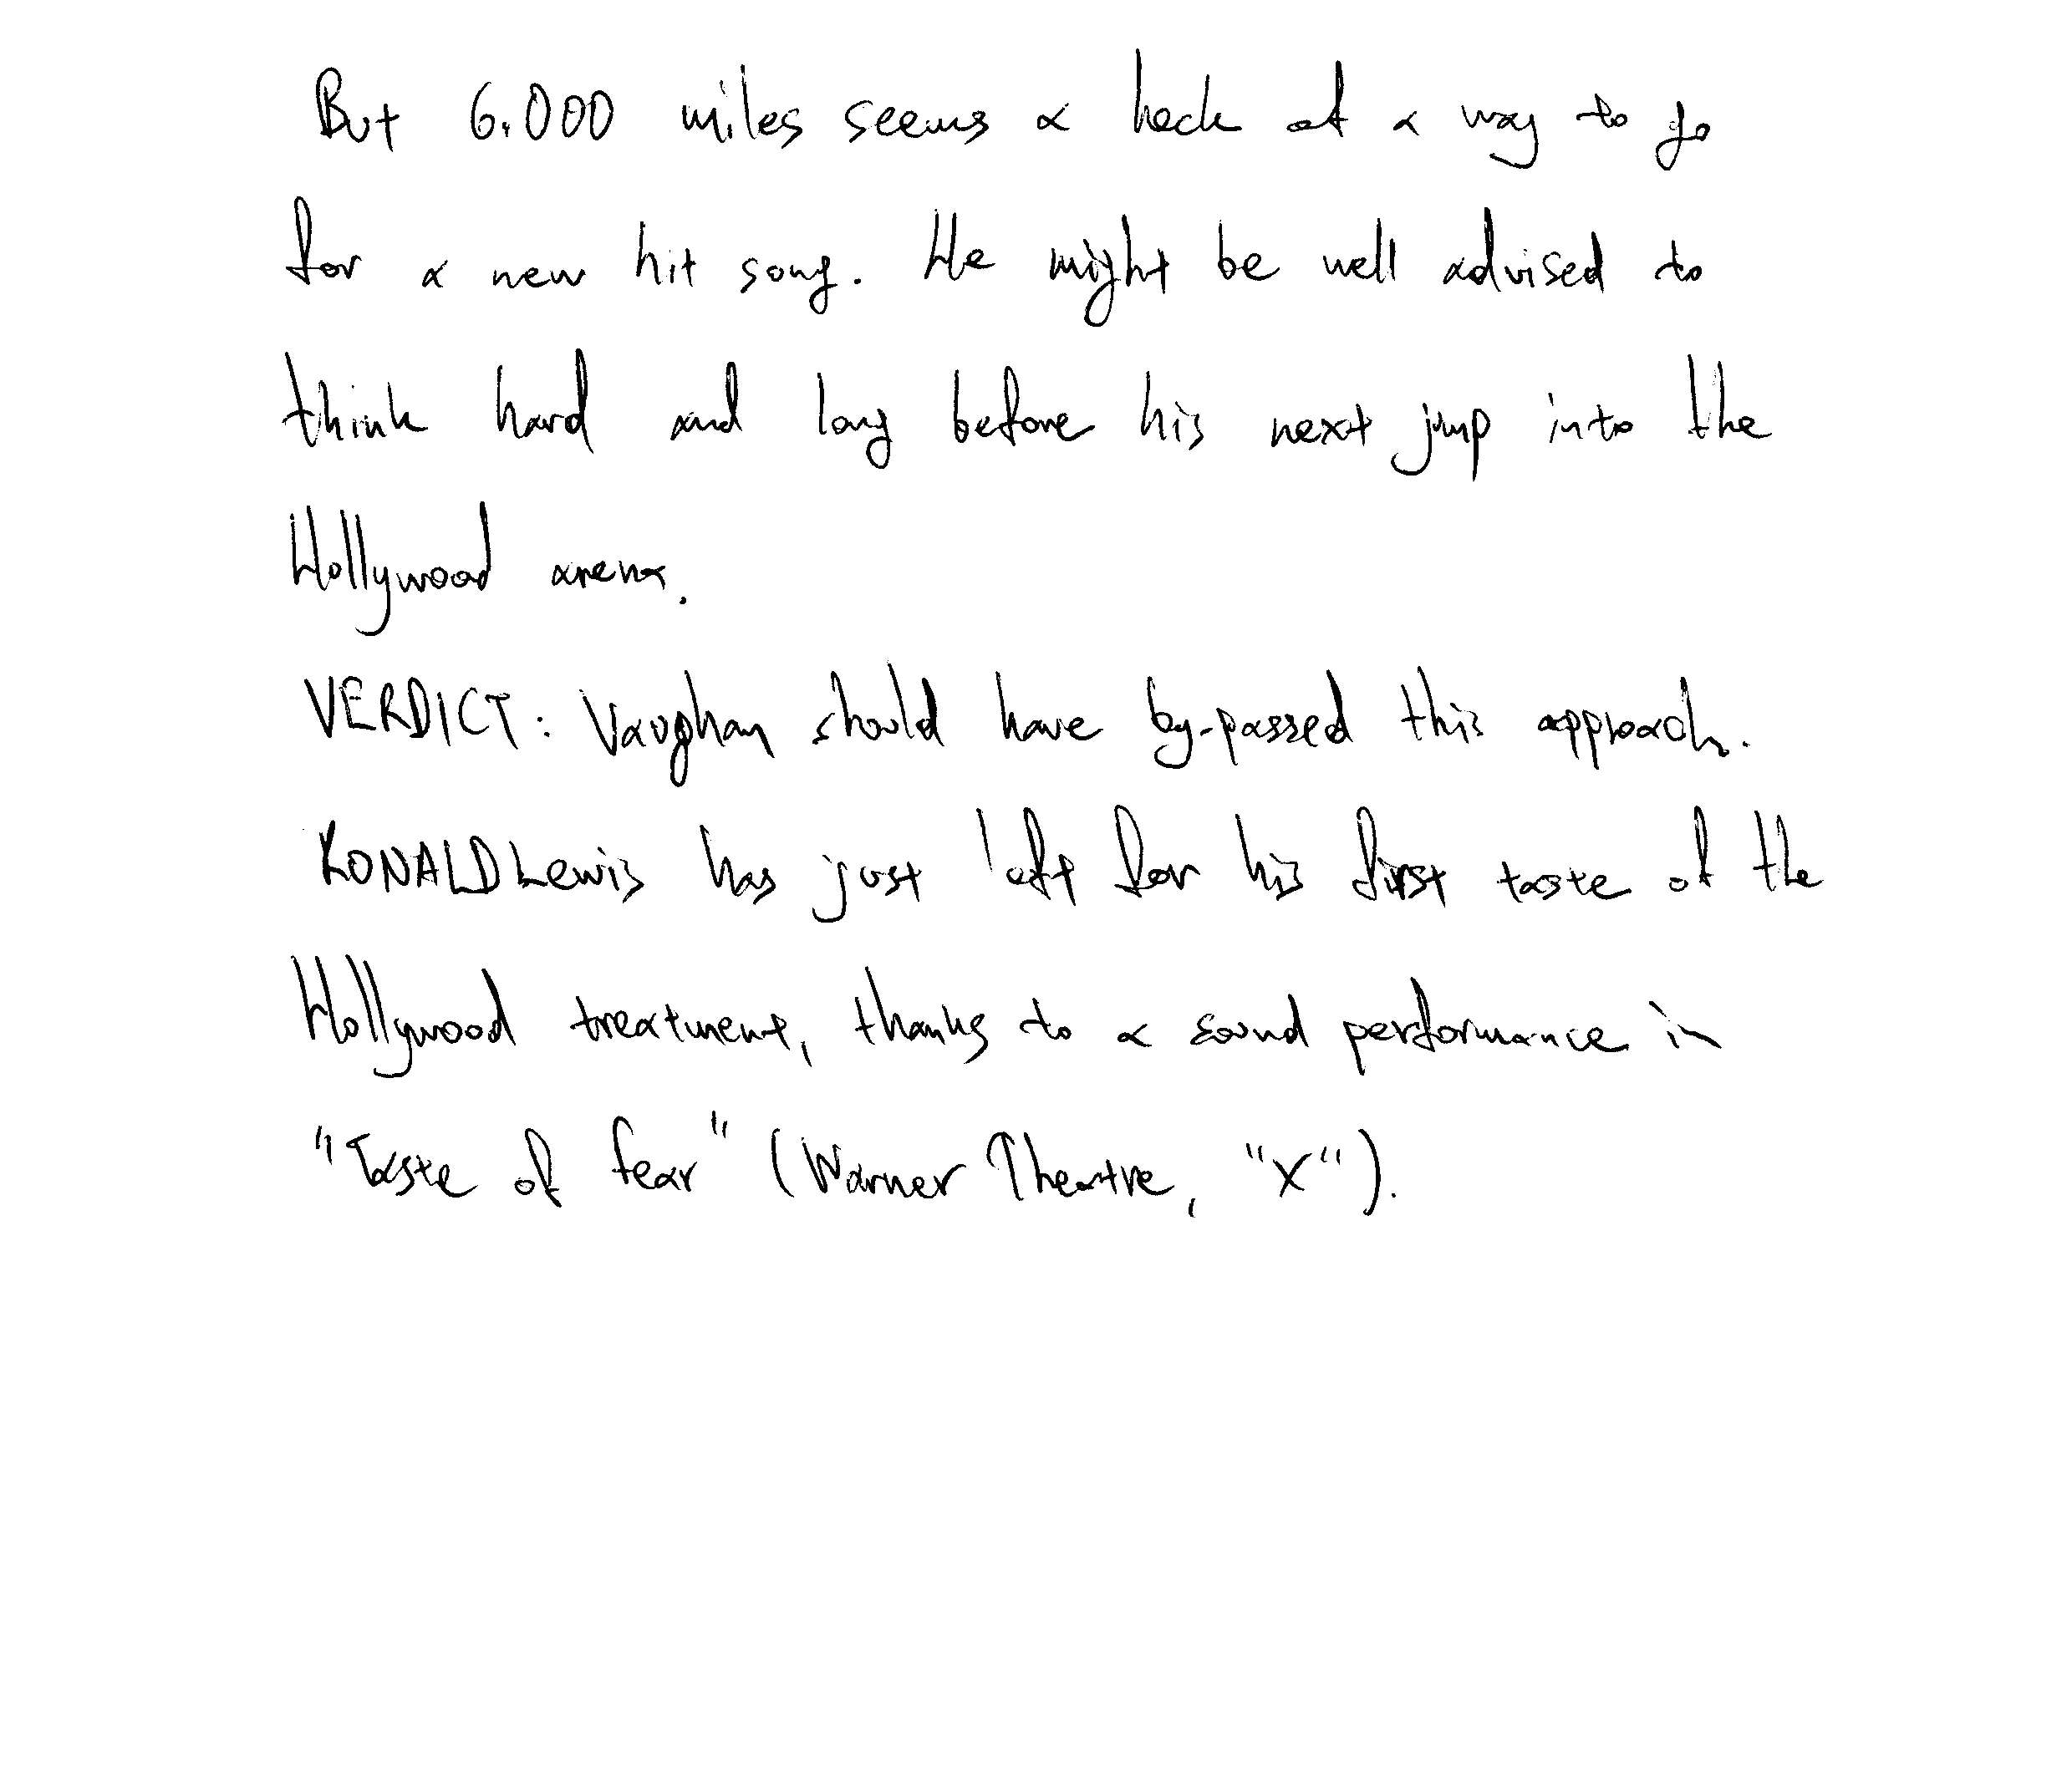 But 6.000 miles seems a heck of a way to go
for a new hit song. He might be well advised to
think hard and long before his next jump into the
Hollywood arena.
VERDICT: Vaughan should have by-passed this approach.
RONALD Lewis has just left for his first taste of the
Hollywood treatment, thanks to a sound performance in
"Taste of fear" (Warner Theatre, "X").